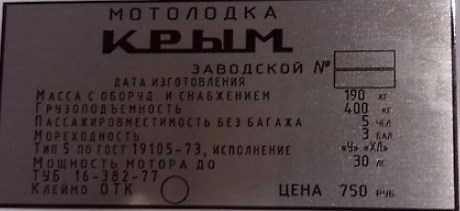 МОТОЛОДКА
КРЫМ
ЗАВОДСКОЙ №
ДАТА ИЗГОТОВЛЕНИЯ
МАССА С ОБОРУД. И СНАБЖЕНИЕМ 190 КГ
ГРУЗОПОДЪЕМНОСТЬ 400 КГ
ПАССАЖИРОВМЕСТИМОСТЬ БЕЗ БАГАЖА 5 ЧЕЛ
МОРЕХОДНОСТЬ 3 БАЛ
ТИП 5 ПО ГОСТ 19105-73, ИСПОЛНЕНИЕ «У» «ХЛ»
МОЩНОСТЬ МОТОРА ДО 30 ЛС
ТУБ. 16-382-77
КЛЕЙМО ОТК ЦЕНА 750 РУБ.